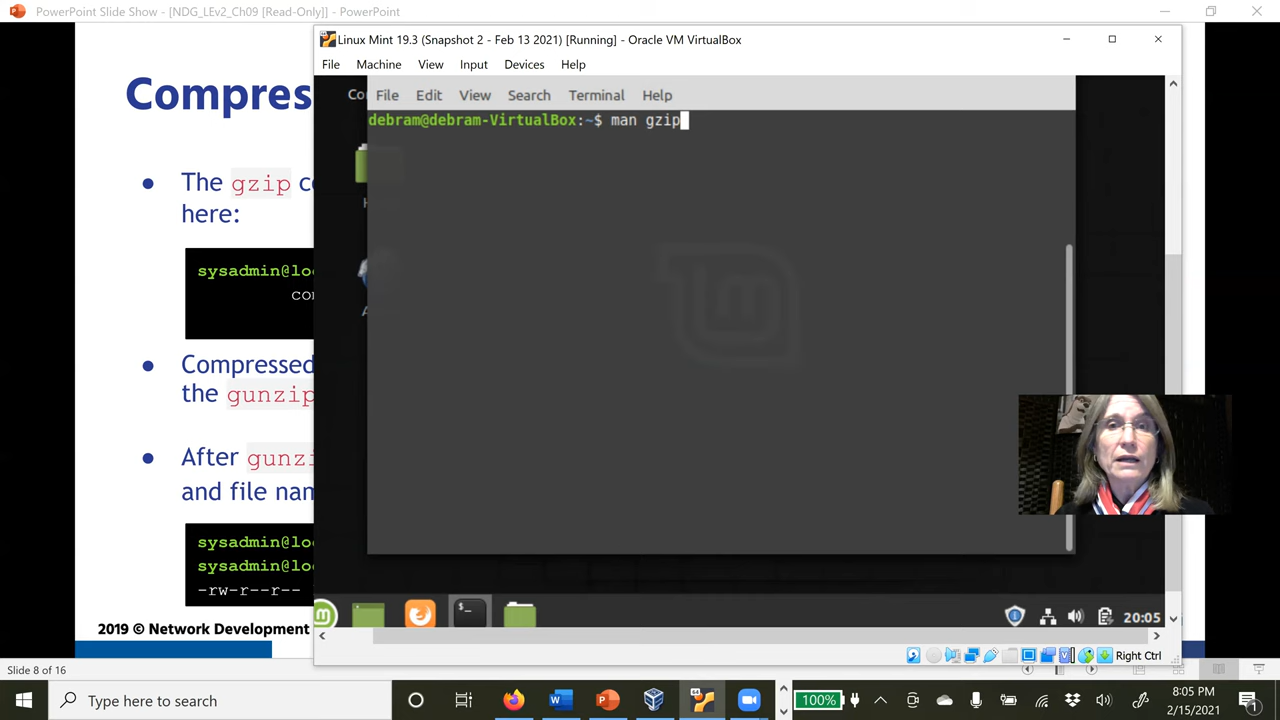 PowerPoint Slide Show - [NDG_LEv2_Ch09 [Read-Only]] - PowerPoint
Linux Mint 19.3 (Snapshot 2 - Feb 13 2021) [Running] - Oracle VM VirtualBox
File Machine View Input Devices Help
File Edit View Search Terminal Help
debram@debram-VirtualBox:~$ man gzip
Compres
The gzip
here:
sysadmin@lo
Compressed
the gunzip
After gunzi
and file na
sysadmin@lo
sysadmin@lo
-rw-r--r--
2019 © Network Development
20:05
Right Ctrl
Slide 8 of 16
Type here to search
100%
8:05 PM
2/15/2021
1